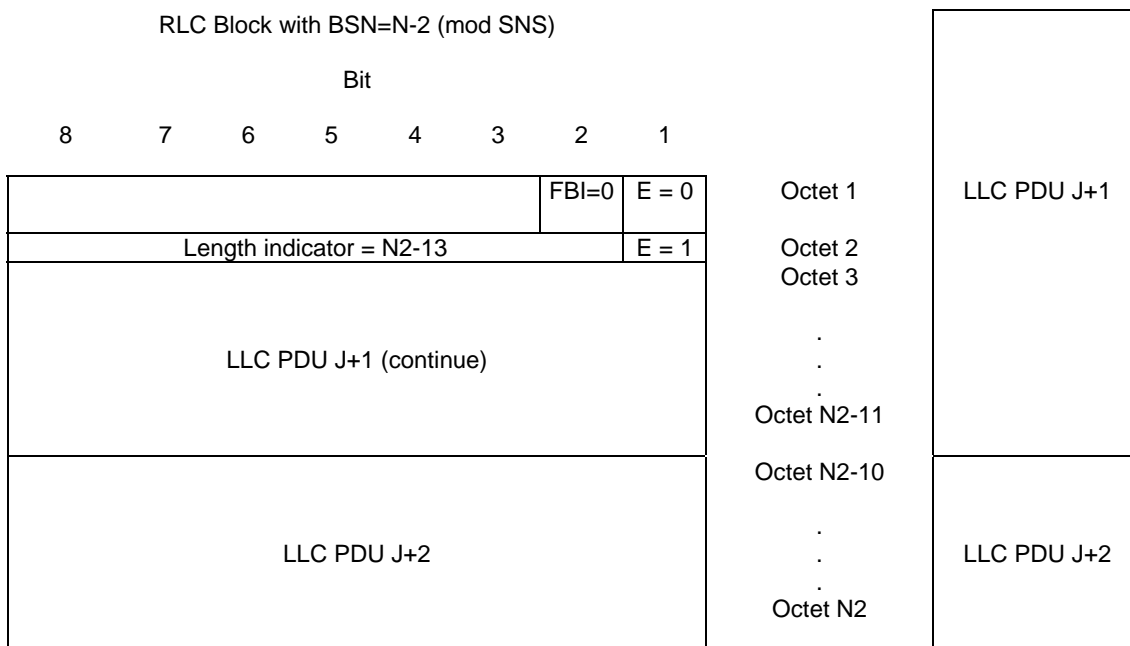 RLC Block with BSN=N-2 (mod SNS)
Bit
8 7 6 5 4 3 2 1
FBI=0 E = 0 Octet 1 LLC PDU J+1
Length indicator = N2-13 E = 1 Octet 2
Octet 3
.
LLC PDU J+1 (continue) .
.
Octet N2-11
Octet N2-10
.
LLC PDU J+2 . LLC PDU J+2
.
Octet N2